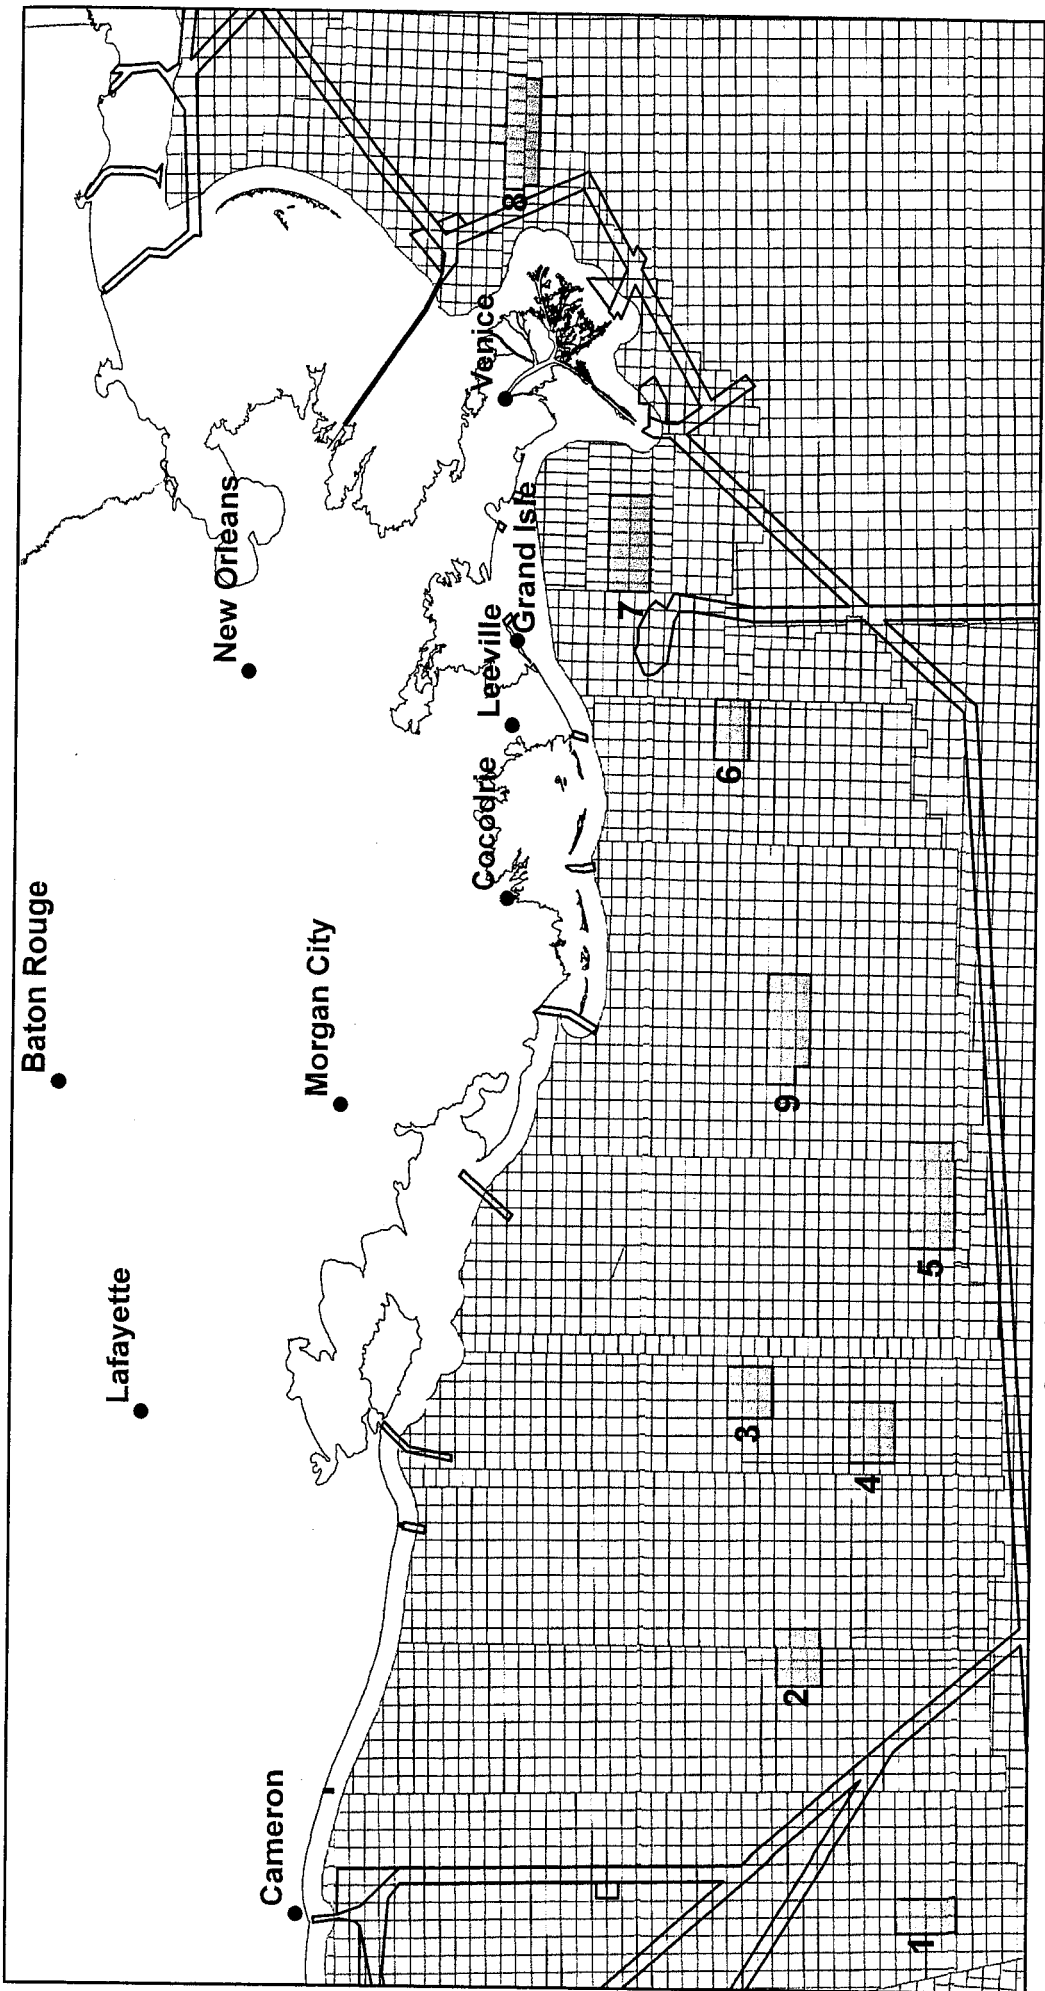 Baton Rouge
Lafayette
New Orleans
Morgan City
Cameron
Venice
Grand Isle
Leeville
Cocodrie
8
7
6
9
3
2
4
5
1